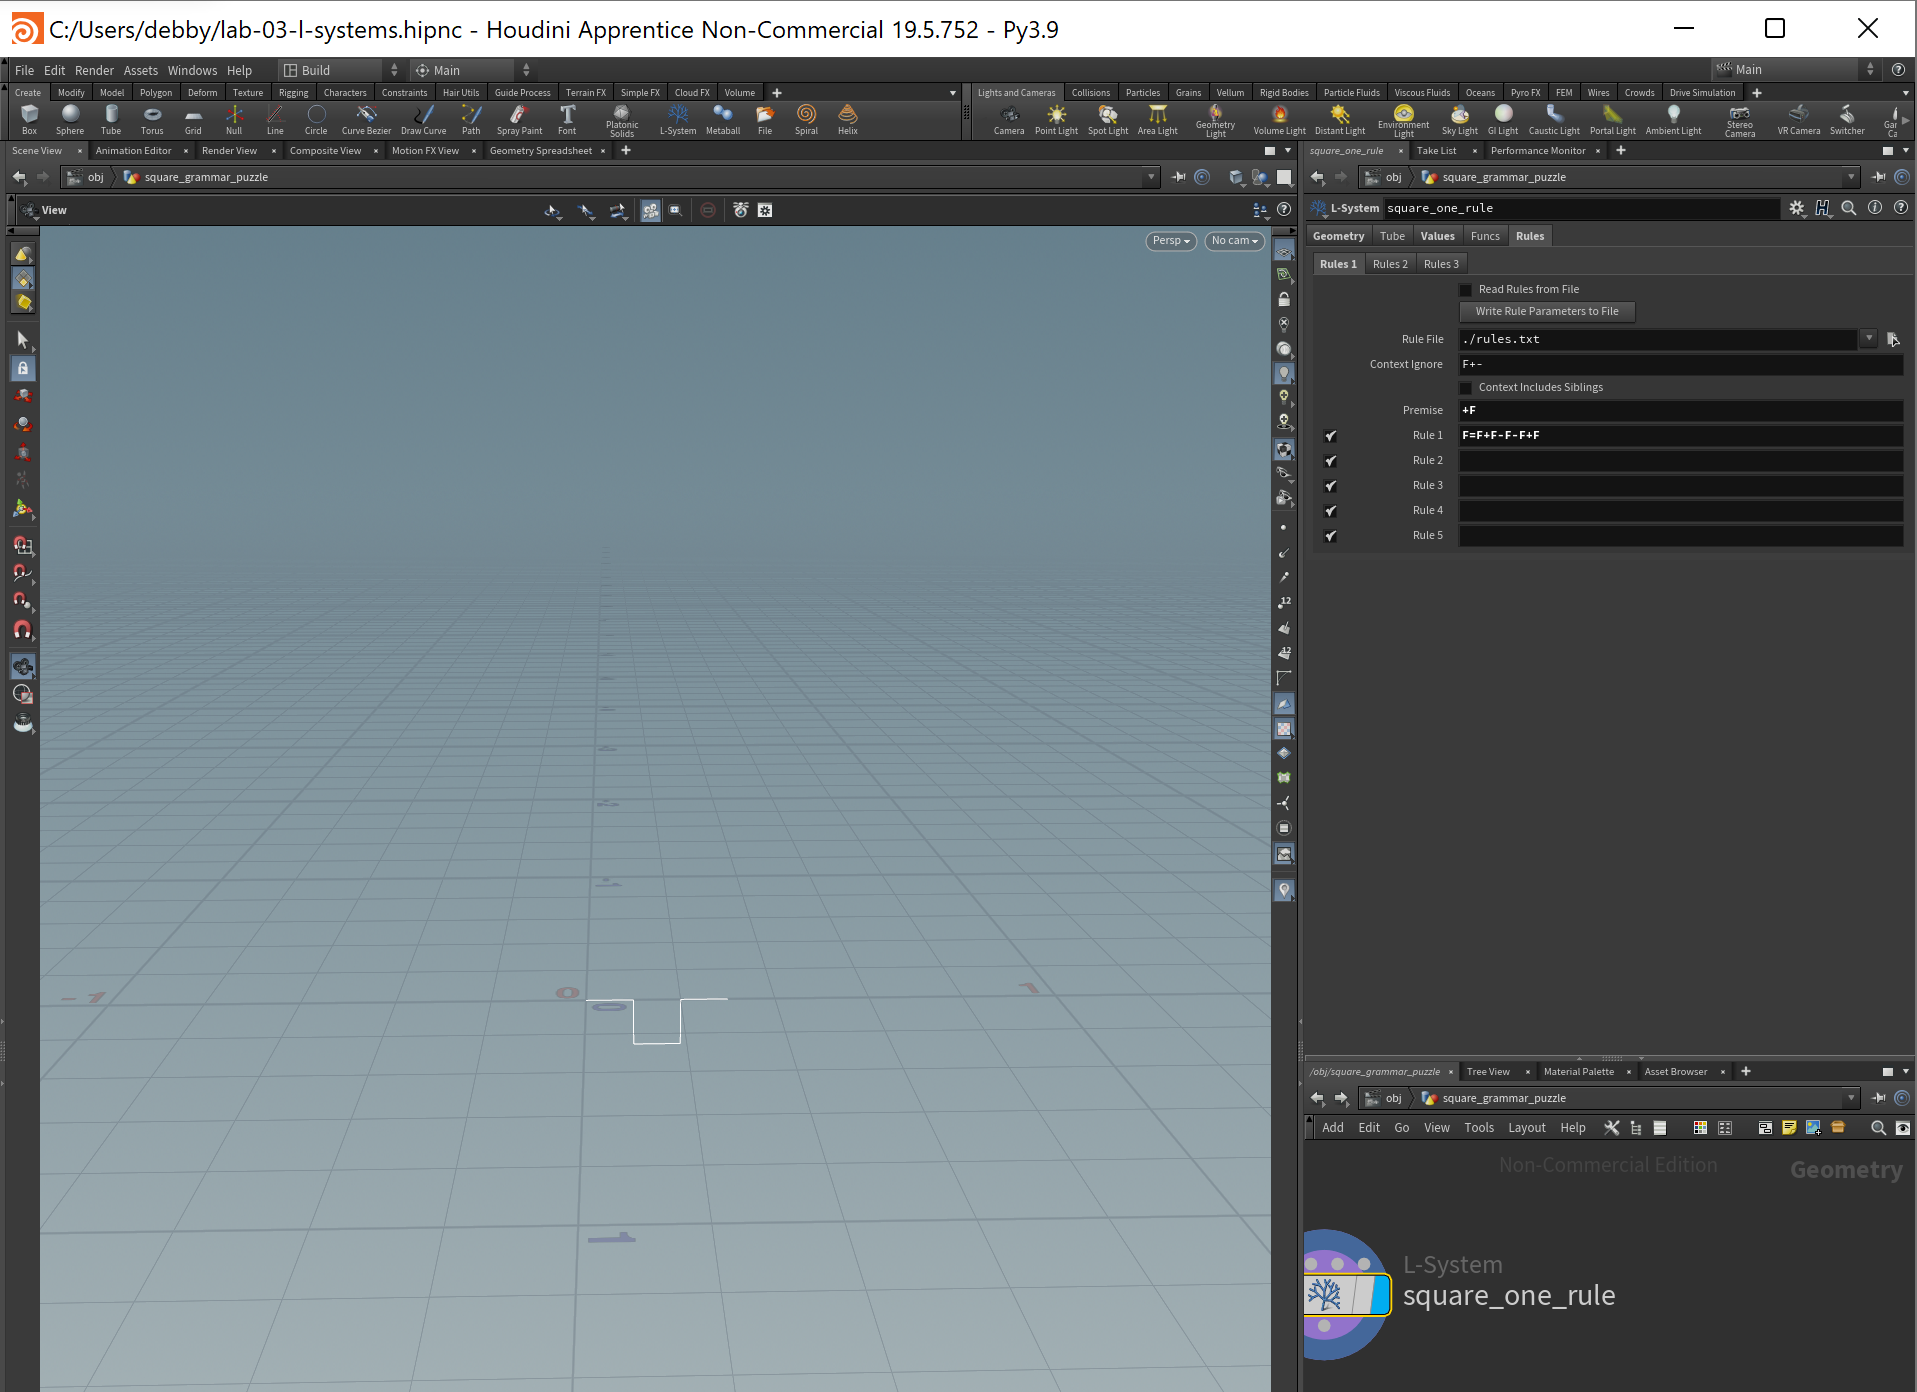 C:/Users/debby/lab-03-l-systems.hipnc - Houdini Apprentice Non-Commercial 19.5.752 - Py3.9
File Edit Render Assets Windows Help Build Main Main
Create Modify Model Polygon Deform Texture Rigging Characters Constraints Hair Utils Guide Process Terrain FX Simple FX Cloud FX Volume
Lights and Cameras Collisions Particles Grains Vellum Rigid Bodies Particle Fluids Viscous Fluids Oceans Pyro FX FEM Wires Crowds Drive Simulation
Box Sphere Tube Torus Grid Null Line Circle Curve Bezier Draw Curve Path Spray Paint Font Platonic Solids L-System Metaball File Spiral Helix
Camera Point Light Spot Light Area Light Geometry Light Volume Light Distant Light Environment Light Sky Light GI Light Caustic Light Portal Light Ambient Light Stereo Camera VR Camera Switcher
Scene View Animation Editor Render View Composite View Motion FX View Geometry Spreadsheet
square_one_rule Take List Performance Monitor
obj square_grammar_puzzle
obj square_grammar_puzzle
View
L-System square_one_rule
Persp No cam
Geometry Tube Values Funcs Rules
Rules 1 Rules 2 Rules 3
Read Rules from File
Write Rule Parameters to File
Rule File ./rules.txt
Context Ignore F+-
Context Includes Siblings
Premise +F
Rule 1 F=F+F-F-F+F
Rule 2
Rule 3
Rule 4
Rule 5
12
12
-1 0 0 1
1
/obj/square_grammar_puzzle Tree View Material Palette Asset Browser
obj square_grammar_puzzle
Add Edit Go View Tools Layout Help
Non-Commercial Edition Geometry
L-System
square_one_rule